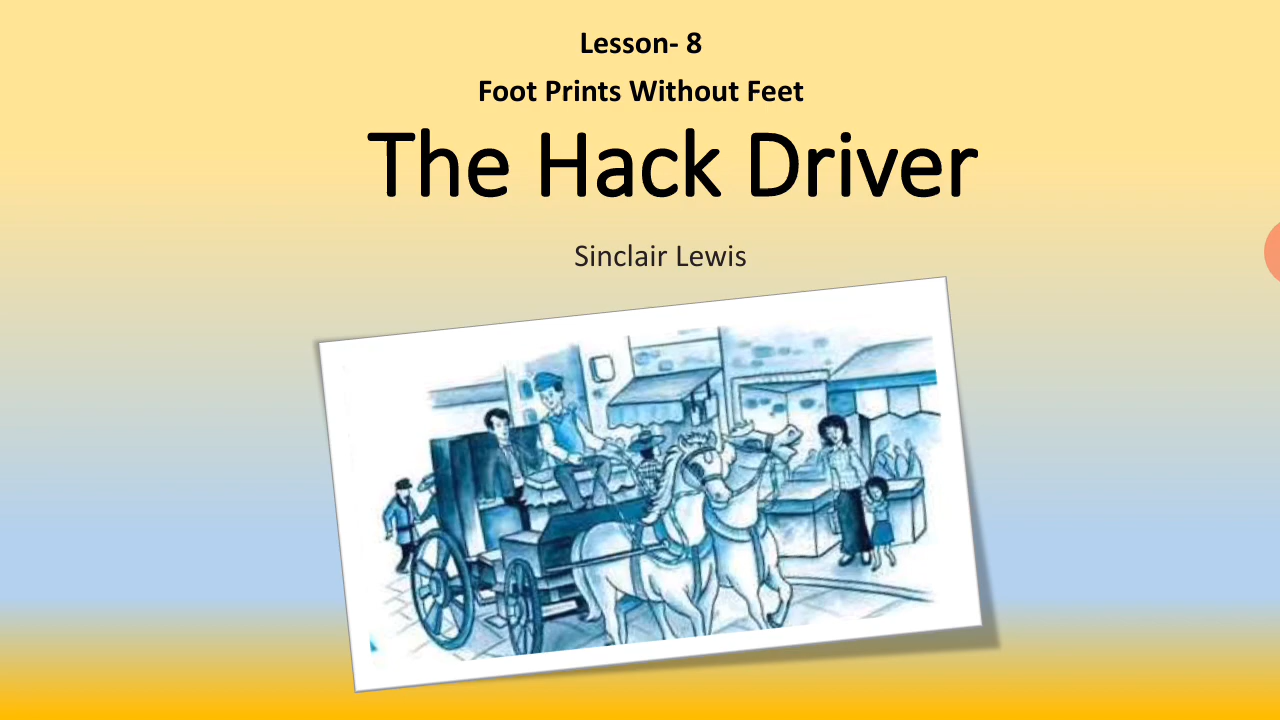 Lesson- 8
Foot Prints Without Feet
The Hack Driver
Sinclair Lewis